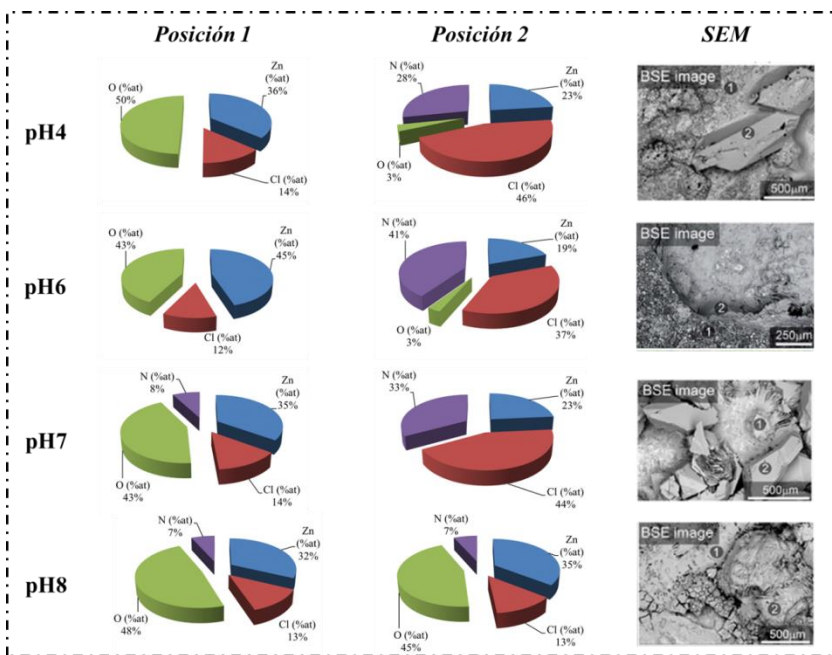 Posición 1
Posición 2
SEM
pH4
O (%at)
50%
Zn
(%at)
36%
Cl (%at)
14%
N (%at)
28%
Zn
(%at)
23%
O (%at)
3%
Cl (%at)
46%
BSE image
1
2
500µm
pH6
O (%at)
43%
Zn
(%at)
45%
Cl (%at)
12%
N (%at)
41%
Zn
(%at)
19%
O (%at)
3%
Cl (%at)
37%
BSE image
2
1
250µm
pH7
N (%at)
8%
Zn
(%at)
35%
O (%at)
43%
Cl (%at)
14%
N (%at)
33%
Zn
(%at)
23%
Cl (%at)
44%
BSE image
1
2
500µm
pH8
N (%at)
7%
Zn
(%at)
32%
O (%at)
48%
Cl (%at)
13%
N (%at)
7%
Zn
(%at)
35%
O (%at)
45%
Cl (%at)
13%
BSE image
1
2
500µm